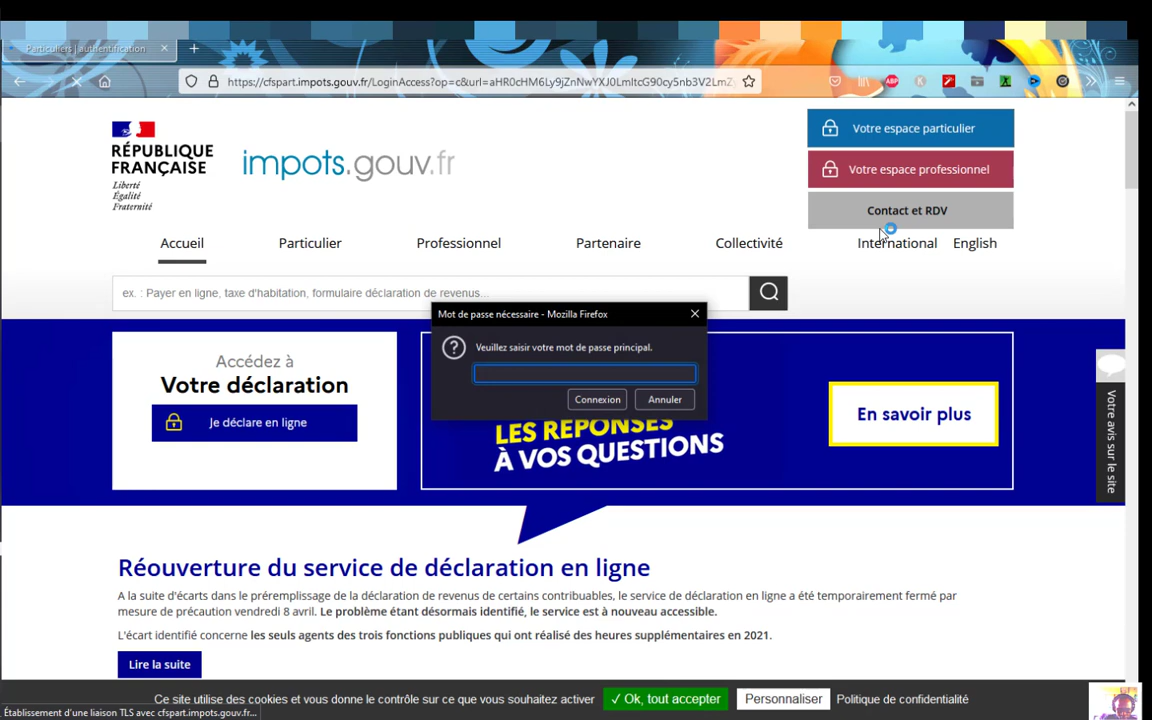 Particuliers | authentification
https://cfspart.impots.gouv.fr/LoginAccess?op=c&url=aHR0cHM6Ly9jZnNwYXJ0LmltcG90cy5nb3V2LmZ
ABP
RÉPUBLIQUE
FRANÇAISE
Liberté
Égalité
Fraternité
impots.gouv.fr
Votre espace particulier
Votre espace professionnel
Contact et RDV
Accueil Particulier Professionnel Partenaire Collectivité International English
ex. : Payer en ligne, taxe d'habitation, formulaire déclaration de revenus...
Mot de passe nécessaire - Mozilla Firefox
Veuillez saisir votre mot de passe principal.
Connexion Annuler
Accédez à
Votre déclaration
Je déclare en ligne
LES RÉPONSES
À VOS QUESTIONS
En savoir plus
Votre avis sur le site
Réouverture du service de déclaration en ligne
A la suite d'écarts dans le préremplissage de la déclaration de revenus de certains contribuables, le service de déclaration en ligne a été temporairement fermé par
mesure de précaution vendredi 8 avril. Le problème étant désormais identifié, le service est à nouveau accessible.
L'écart identifié concerne les seuls agents des trois fonctions publiques qui ont réalisé des heures supplémentaires en 2021.
Lire la suite
Ce site utilise des cookies et vous donne le contrôle sur ce que vous souhaitez activer ✓ Ok, tout accepter Personnaliser Politique de confidentialité
Établissement d'une liaison TLS avec cfspart.impots.gouv.fr...